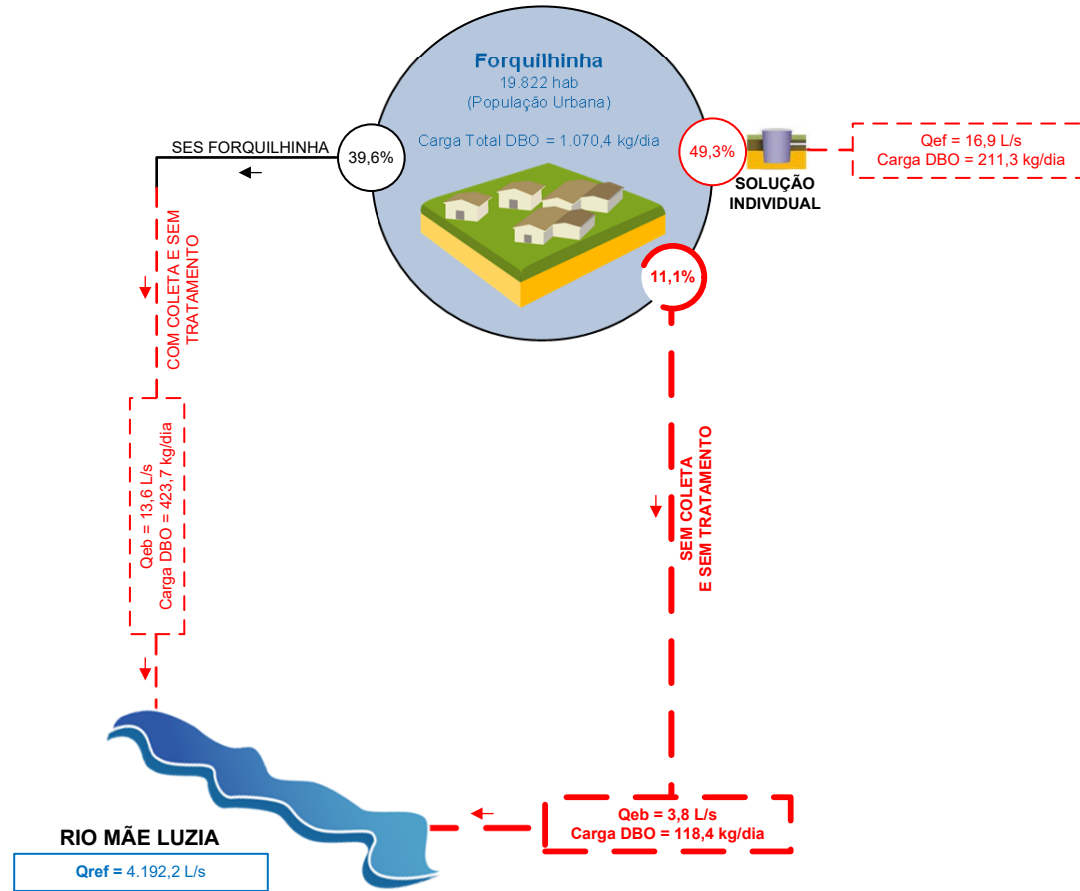 Forquilhinha
19.822 hab
(População Urbana)
Carga Total DBO = 1.070,4 kg/dia
SES FORQUILHINHA
39,6%
49,3%
SOLUÇÃO
INDIVIDUAL
Qef = 16,9 L/s
Carga DBO = 211,3 kg/dia
11,1%
COM COLETA E SEM
TRATAMENTO
Qeb = 13,6 L/s
Carga DBO = 423,7 kg/dia
SEM COLETA
E SEM TRATAMENTO
Qeb = 3,8 L/s
Carga DBO = 118,4 kg/dia
RIO MÃE LUZIA
Qref = 4.192,2 L/s